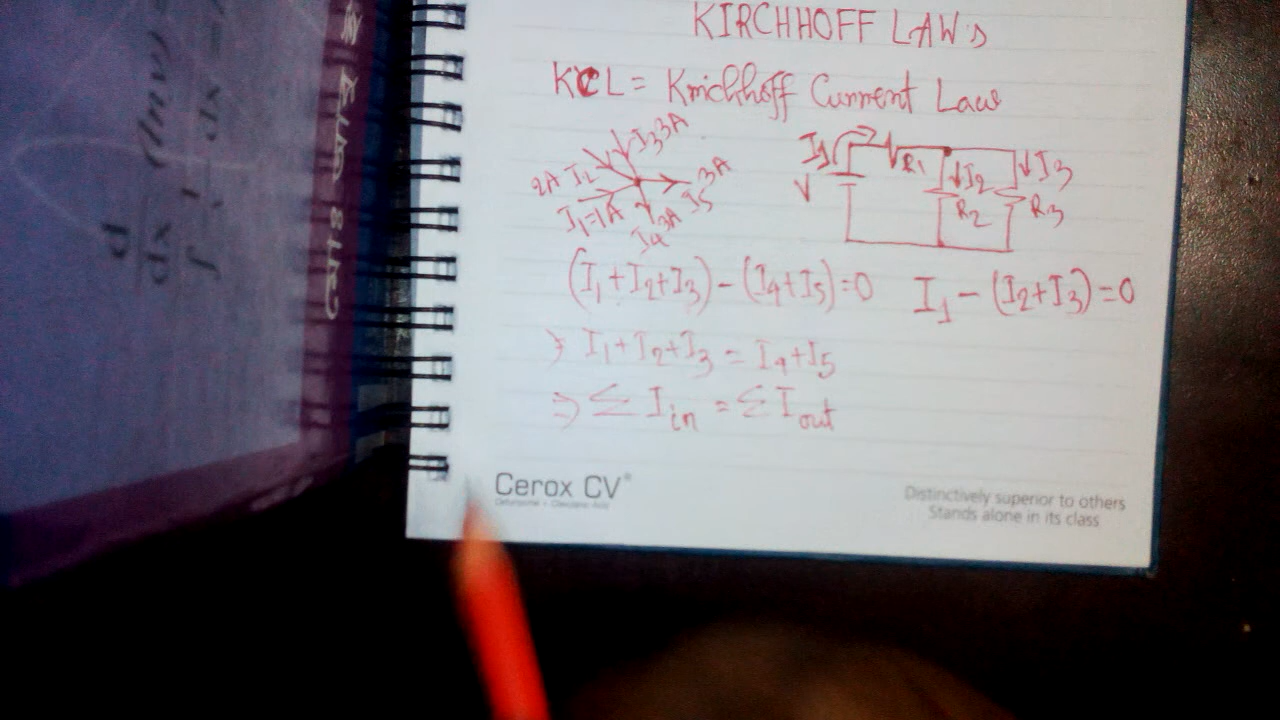 KIRCHHOFF LAWS
KCL = Krichhoff Current Law
I3 3A
2A I2
I1=1A
3A
I5
3A
I4
I1
V
R1
I2
R2
I3
R3
(I1+I2+I3)-(I4+I5)=0
I1-(I2+I3)=0
I1+I2+I3=I4+I5
⇒ Σ Iin = Σ Iout
Cerox CV®
Distinctively superior to others
Stands alone in its class